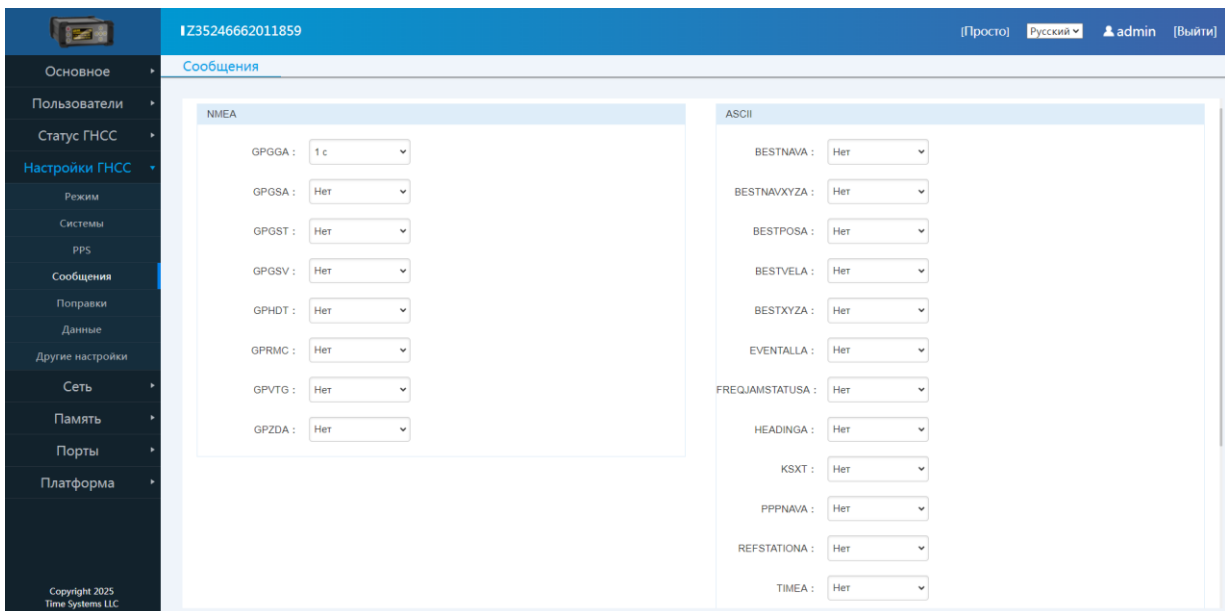 IZ35246662011859
[Просто]
Русский
admin
[Выйти]
Основное
Пользователи
Статус ГНСС
Настройки ГНСС
Режим
Системы
PPS
Сообщения
Поправки
Данные
Другие настройки
Сеть
Память
Порты
Платформа
Copyright 2025
Time Systems LLC
Сообщения
NMEA
GPGGA : 1 с
GPGSA : Нет
GPGST : Нет
GPGSV : Нет
GPHDT : Нет
GPRMC : Нет
GPVTG : Нет
GPZDA : Нет
ASCII
BESTNAVA : Нет
BESTNAVXYZA : Нет
BESTPOSA : Нет
BESTVELA : Нет
BESTXYZA : Нет
EVENTALLA : Нет
FREQJAMSTATUSA : Нет
HEADINGA : Нет
KSXT : Нет
PPPNAVA : Нет
REFSTATIONA : Нет
TIMEA : Нет